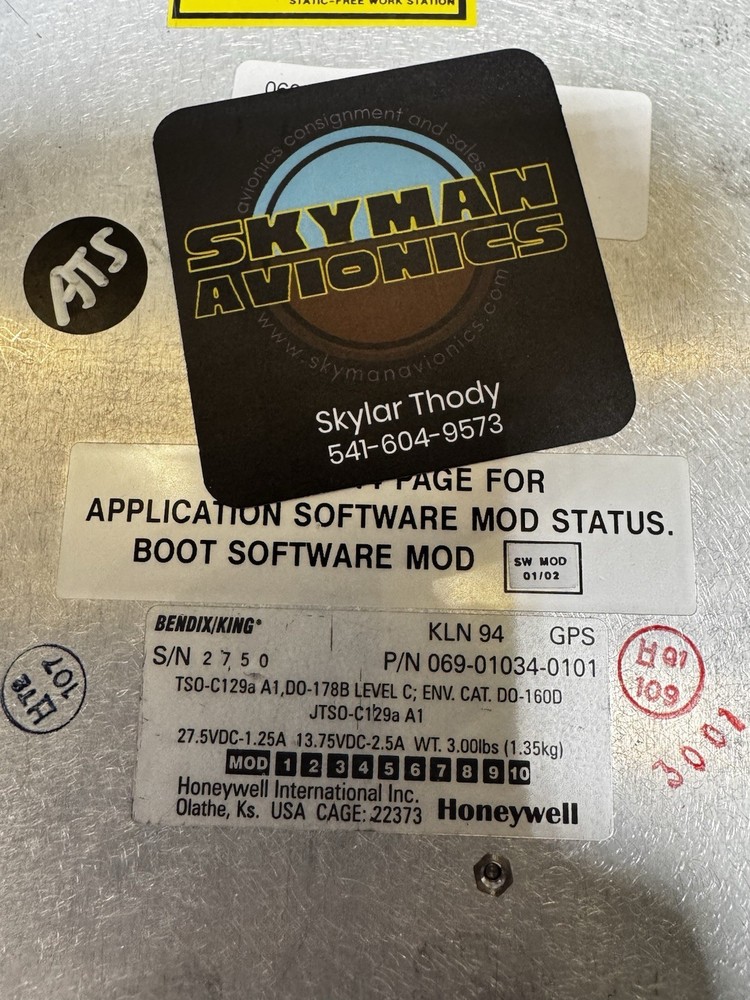 STATIC-FREE WORK STATION
avionics consignment and sales
SKYMAN
AVIONICS
www.skymanavionics.com
Skylar Thody
541-604-9573
ATS
PAGE FOR
APPLICATION SOFTWARE MOD STATUS.
BOOT SOFTWARE MOD
SW MOD
01/02
BENDIX/KING®
KLN 94 GPS
S/N 2750
P/N 069-01034-0101
TSO-C129a A1,DO-178B LEVEL C; ENV. CAT. DO-160D
JTSO-C129a A1
27.5VDC-1.25A 13.75VDC-2.5A WT. 3.00lbs (1.35kg)
MOD 1 2 3 4 5 6 7 8 9 10
Honeywell International Inc.
Olathe, Ks. USA CAGE: 22373 Honeywell
107
109
3001